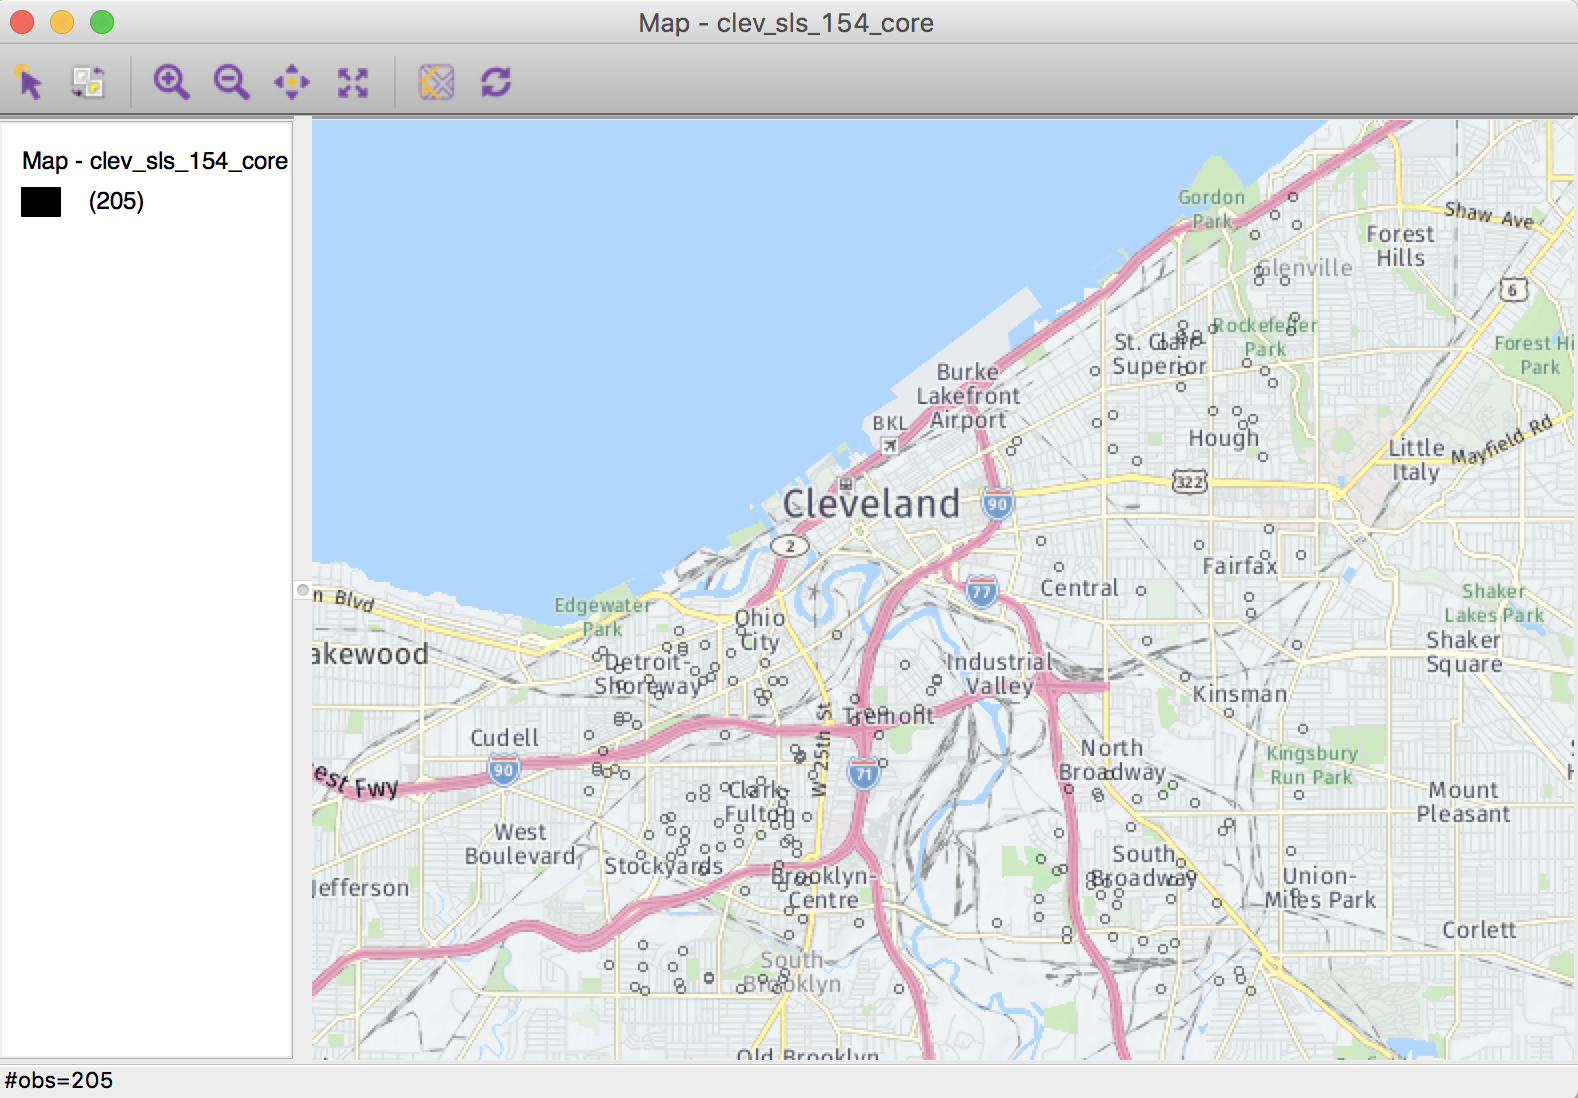 Map - clev_sls_154_core
Map - clev_sls_154_core
(205)
Gordon
Park
Shaw Ave
Forest
Hills
Glenville
6
Rockefeller
Park
St. Clair-
Superior
Forest Hi
Park
Burke
Lakefront
Airport
BKL
Hough
Little
Italy
Mayfield Rd
322
Cleveland
90
2
Fairfax
77
Central
n Blvd
Edgewater
Park
Ohio
City
Shaker
Lakes Park
akewood
Detroit-
Shoreway
Industrial
Valley
Shaker
Square
Kinsman
Tremont
W 25th St
Cudell
90
North
Broadway
Kingsbury
Run Park
est Fwy
71
Clark-
Fulton
Mount
Pleasant
West
Boulevard
Stockyards
South
Broadway
Jefferson
Brooklyn-
Centre
Union-
Miles Park
Corlett
South
Brooklyn
Old Brooklyn
#obs=205